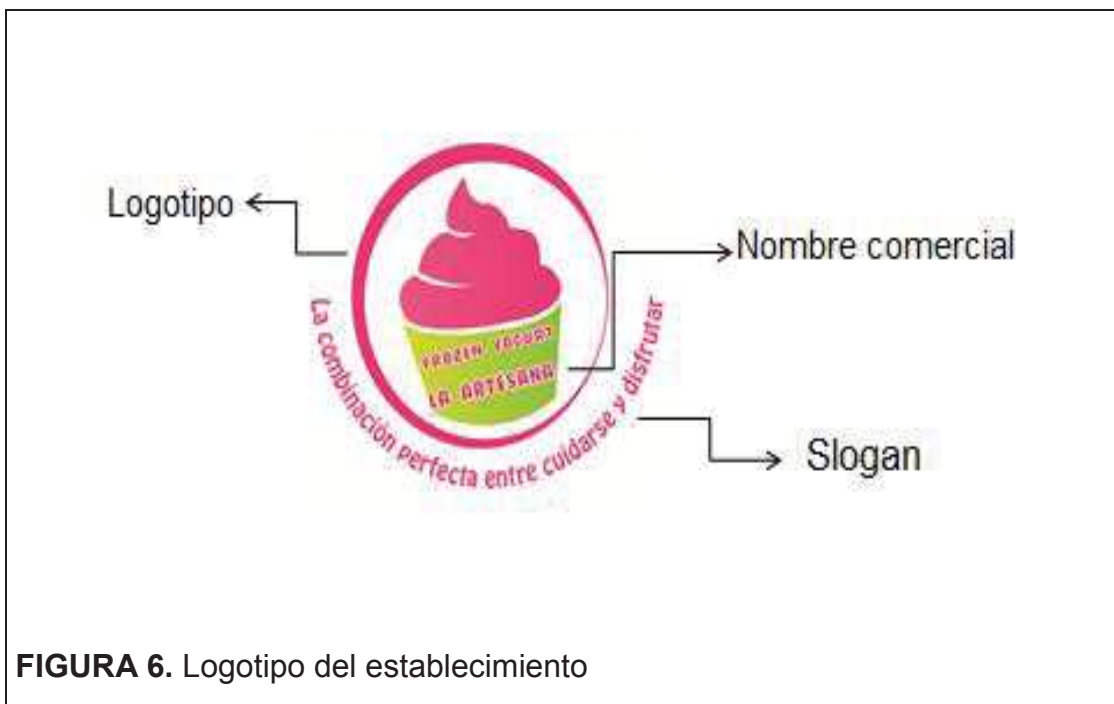 Logotipo
Nombre comercial
FROZEN YOGURT
LA ARTESANA
La combinación perfecta entre cuidarse y disfrutar
Slogan
FIGURA 6. Logotipo del establecimiento